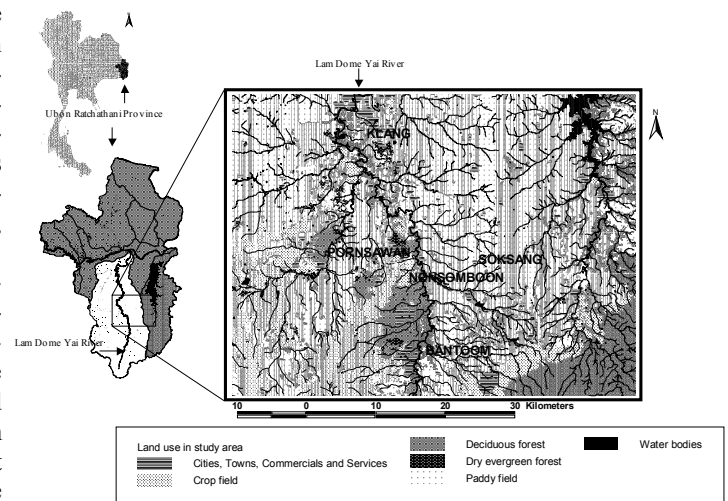 Lam Dome Yai River
Ubon Ratchathani Province
N
KLANG
PORNSAWAN
SOKSANG
NONSOMBOON
BANTOOM
Lam Dome Yai River
10 0 10 20 30 Kilometers
Land use in study area
Cities, Towns, Commercials and Services
Crop field
Deciduous forest
Dry evergreen forest
Paddy field
Water bodies